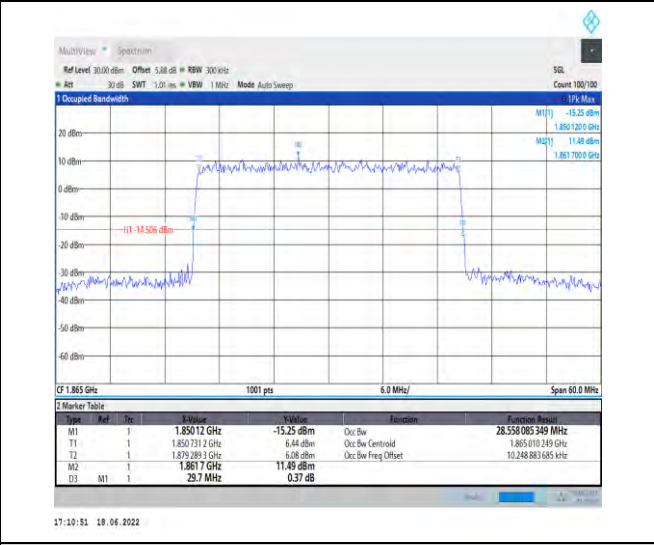 MultiView Spectrum
Ref Level 30.00 dBm Offset 5.88 dB RBW 300 kHz SGL
Att 30 dB SWT 1.01 ms VBW 1 MHz Mode Auto Sweep Count 100/100
1 Occupied Bandwidth 1Pk Max
M1[1] -15.25 dBm
1.850 120 0 GHz
20 dBm M2[1] 11.49 dBm
1.861 700 0 GHz
10 dBm
0 dBm
-10 dBm
H1 -14.506 dBm
-20 dBm
-30 dBm
-40 dBm
-50 dBm
-60 dBm
CF 1.865 GHz 1001 pts 6.0 MHz/ Span 60.0 MHz
2 Marker Table
Type Ref Trc X-Value Y-Value Function Function Result
M1 1 1.850 12 GHz -15.25 dBm Occ Bw 28.558 085 349 MHz
T1 1 1.850 731 2 GHz 6.44 dBm Occ Bw Centroid 1.865 010 249 GHz
T2 1 1.879 289 3 GHz 6.08 dBm Occ Bw Freq Offset 10.248 883 685 kHz
M2 1 1.861 7 GHz 11.49 dBm
D3 M1 1 29.7 MHz 0.37 dB
17:10:51 18.06.2022